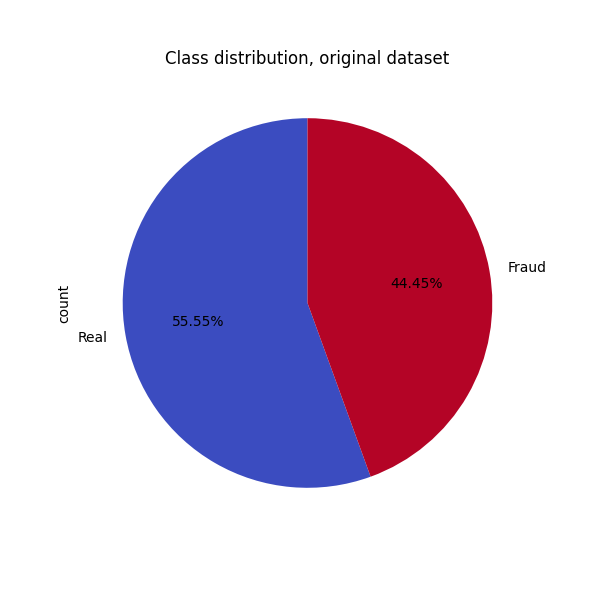 Class distribution, original dataset
Fraud
44.45%
count
55.55%
Real